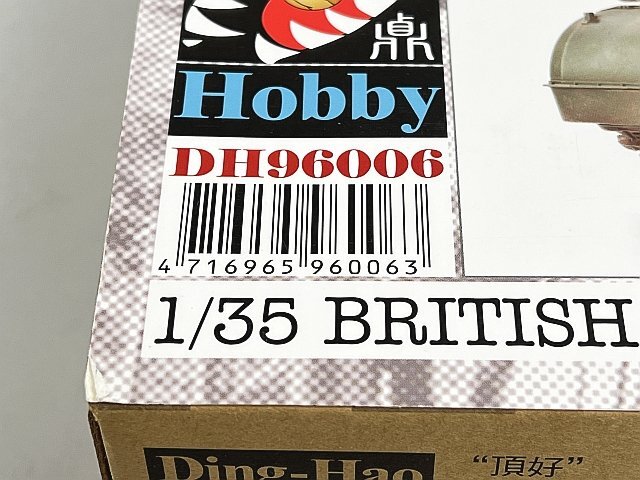 鼎
Hobby
DH96006
4 716965 960063
1/35 BRITISH
Ding-Hao "頂好"